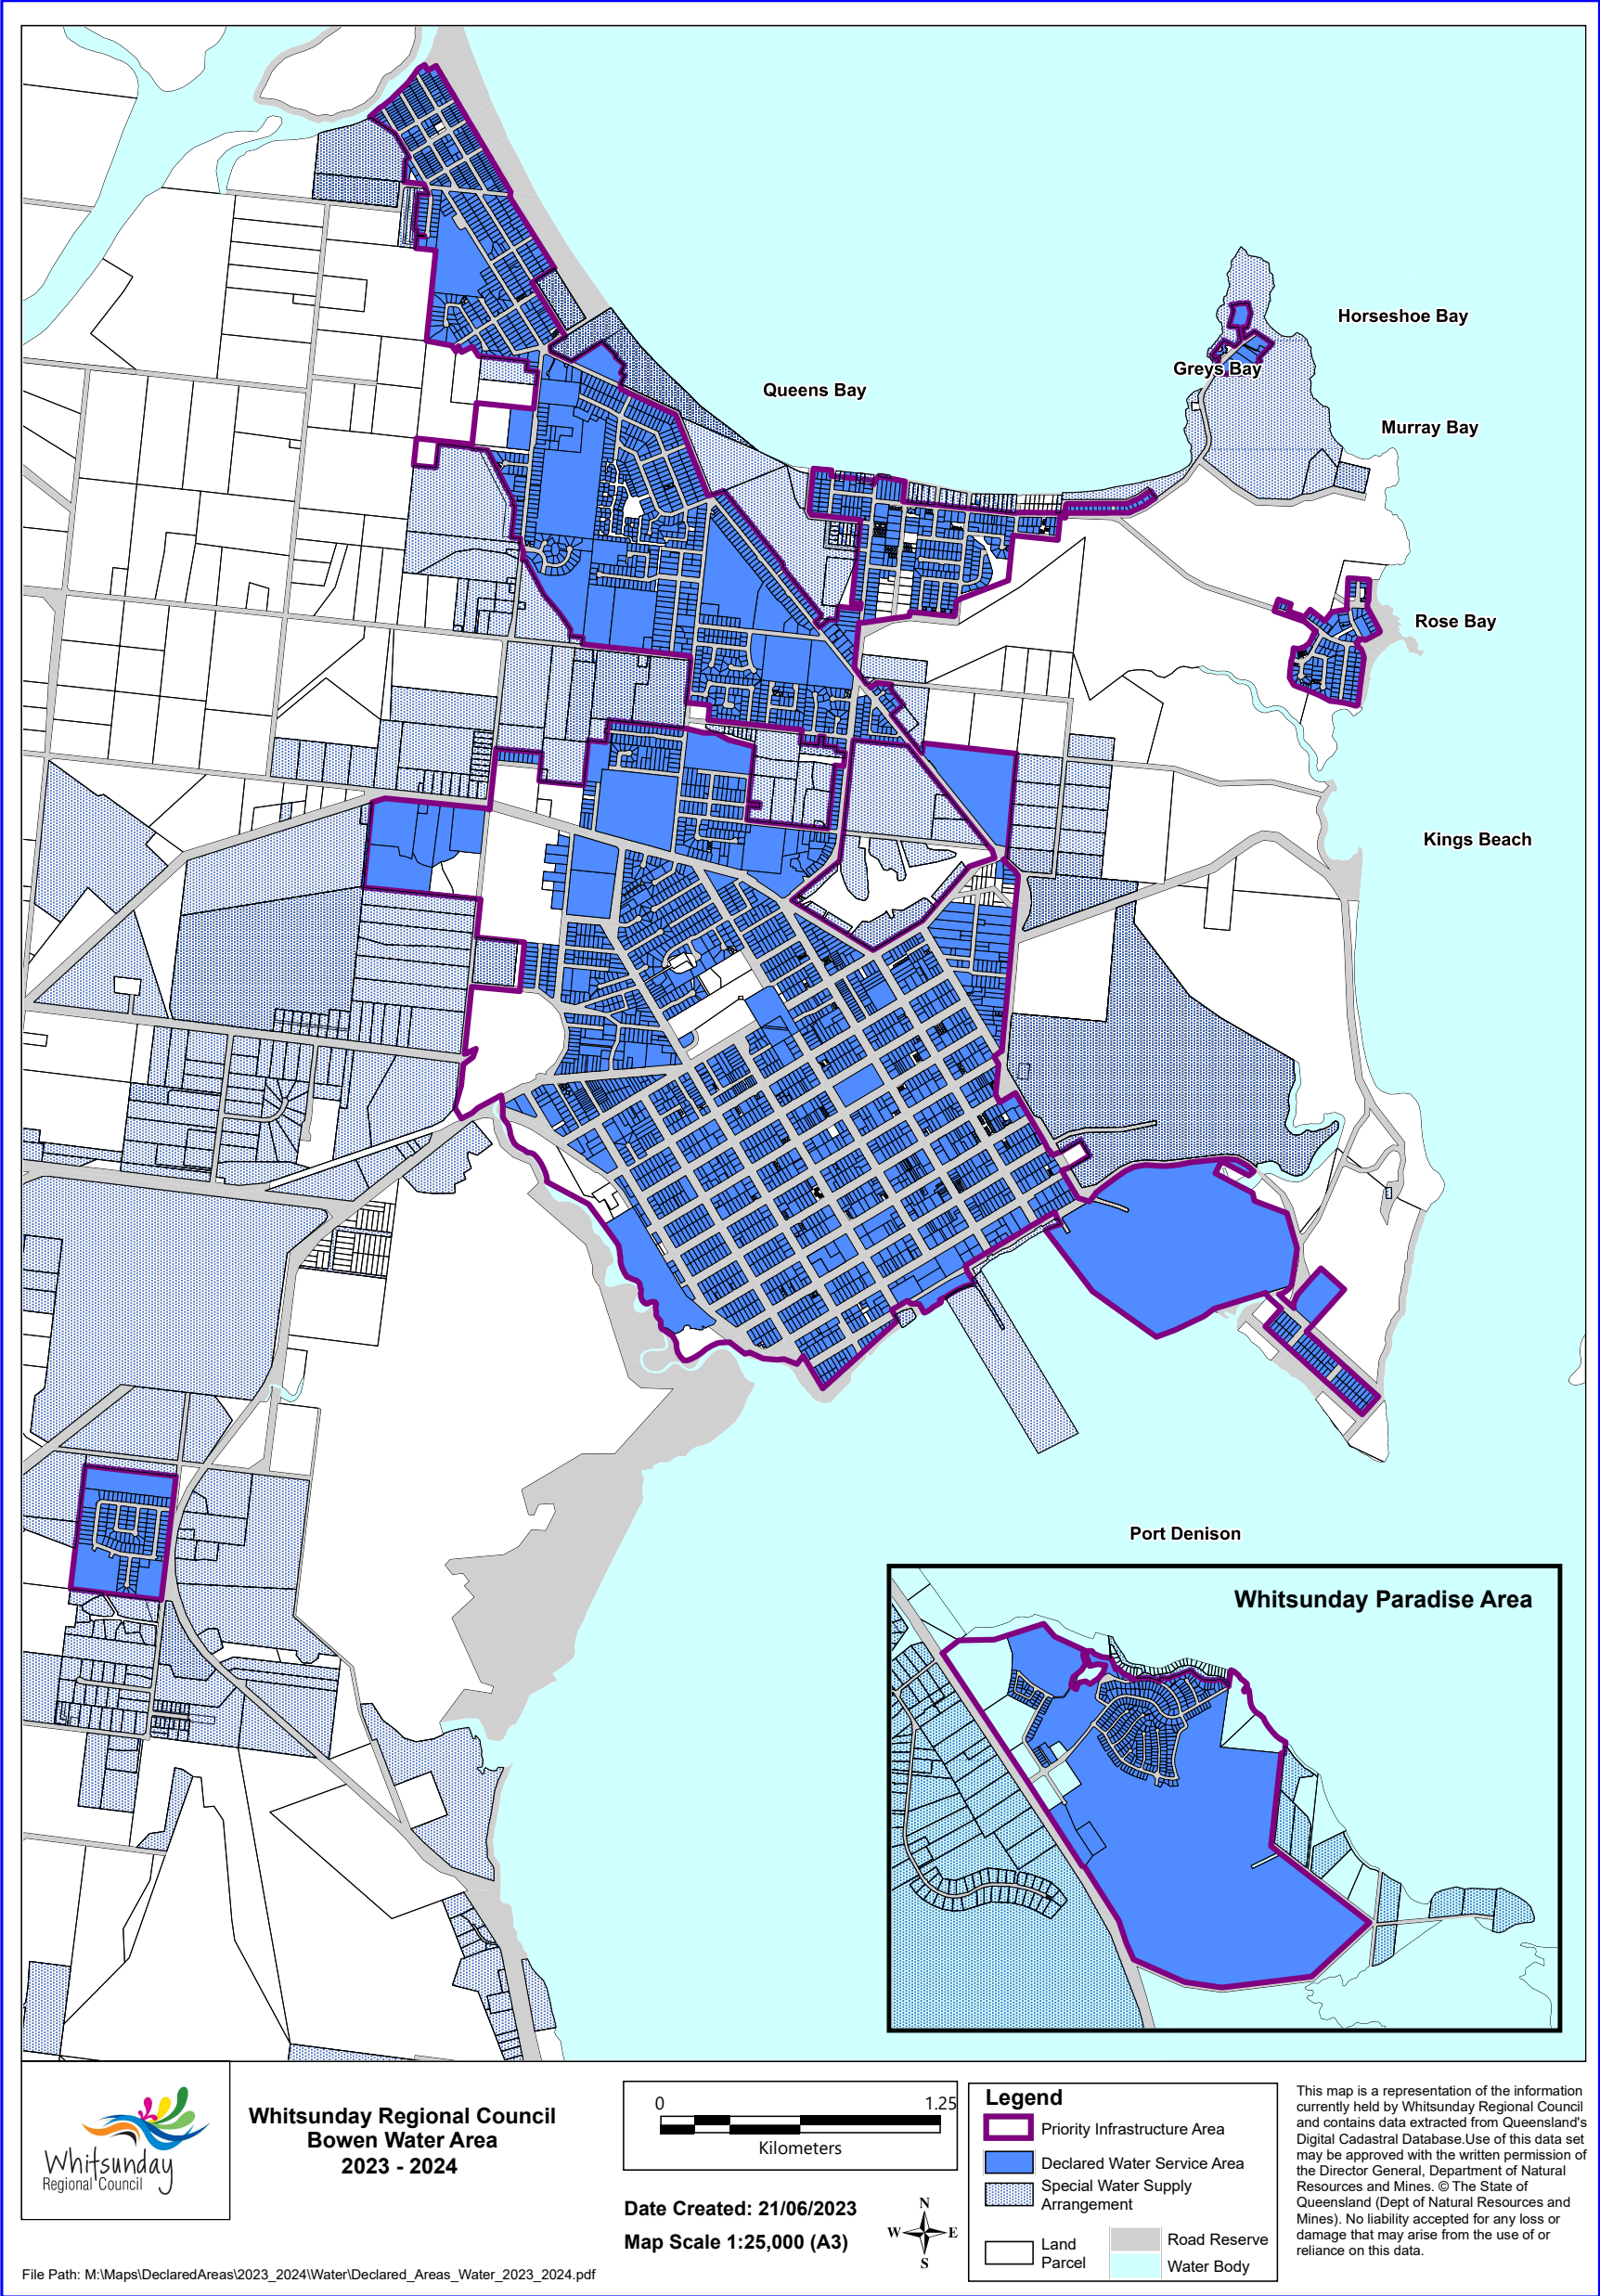 Horseshoe Bay
Greys Bay
Queens Bay
Murray Bay
Rose Bay
Kings Beach
Port Denison
Whitsunday Paradise Area
Whitsunday
Regional Council
Whitsunday Regional Council
Bowen Water Area
2023 - 2024
0 1.25
Kilometers
Date Created: 21/06/2023
Map Scale 1:25,000 (A3)
N
W E
S
Legend
Priority Infrastructure Area
Declared Water Service Area
Special Water Supply
Arrangement
Land
Parcel
Road Reserve
Water Body
This map is a representation of the information
currently held by Whitsunday Regional Council
and contains data extracted from Queensland's
Digital Cadastral Database.Use of this data set
may be approved with the written permission of
the Director General, Department of Natural
Resources and Mines. © The State of
Queensland (Dept of Natural Resources and
Mines). No liability accepted for any loss or
damage that may arise from the use of or
reliance on this data.
File Path: M:\Maps\DeclaredAreas\2023_2024\Water\Declared_Areas_Water_2023_2024.pdf